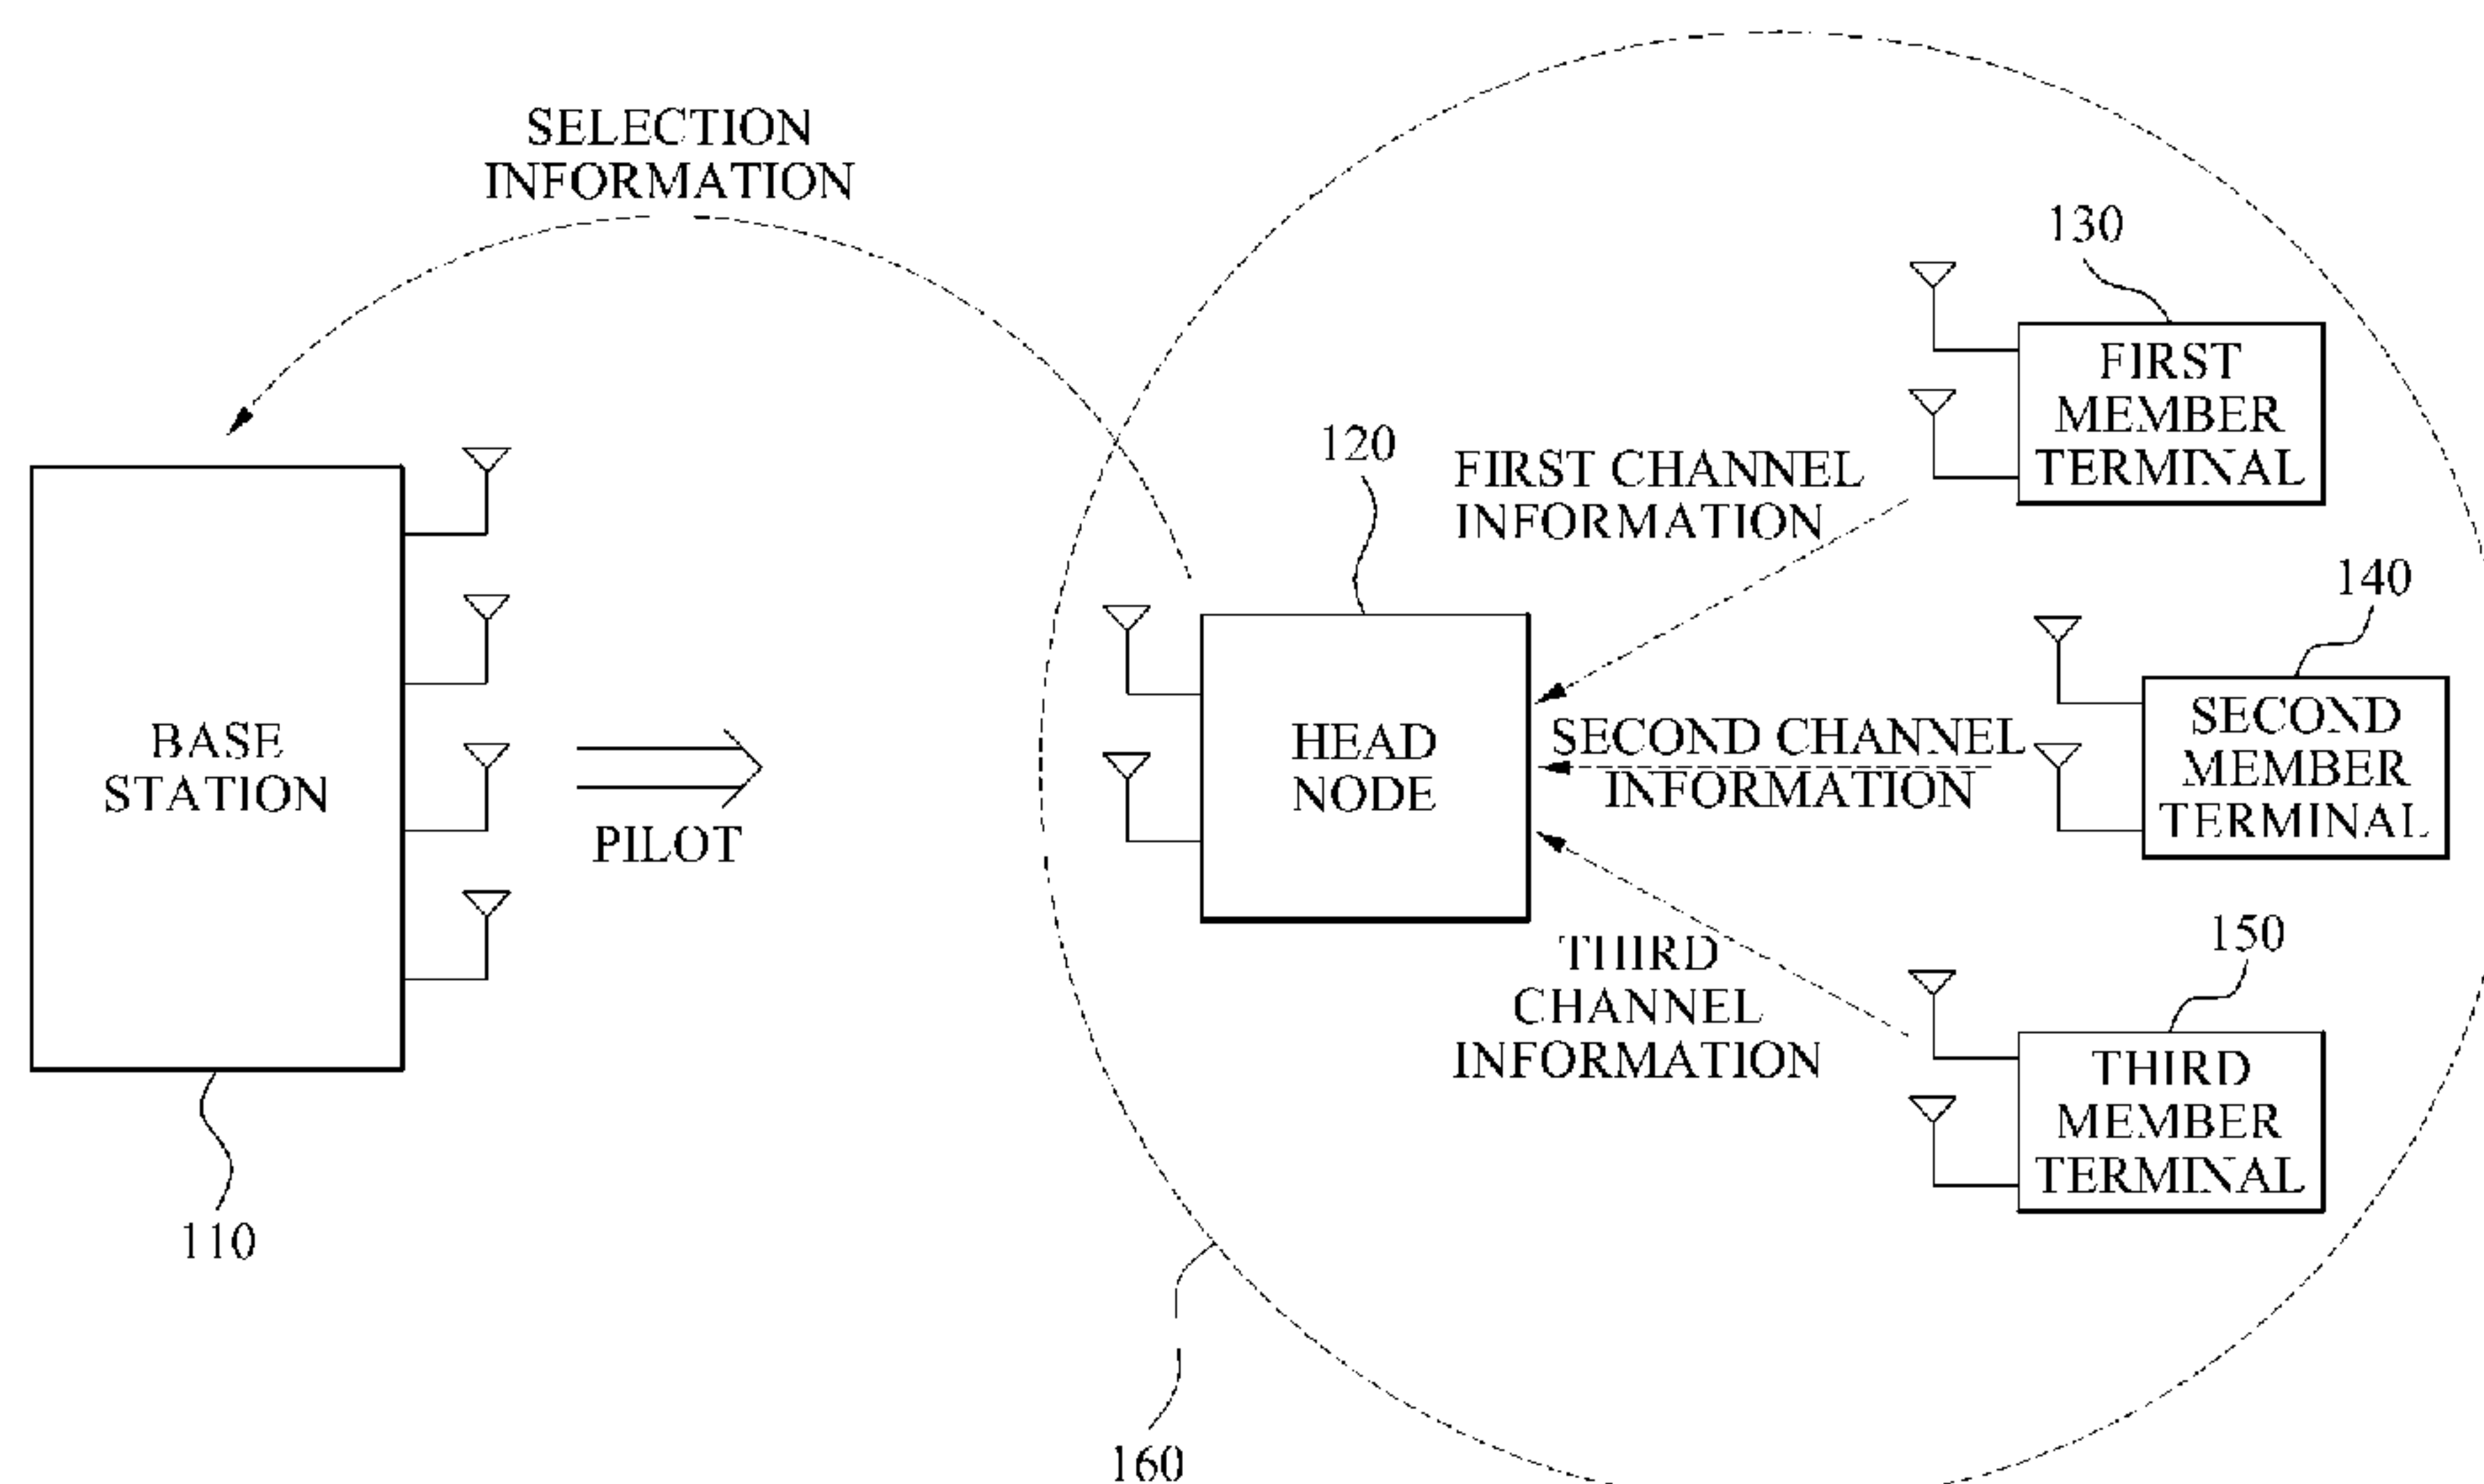 SELECTION
INFORMATION
130
FIRST
MEMBER
TERMINAL
120
FIRST CHANNEL
INFORMATION
140
SECOND
MEMBER
TERMINAL
BASE
STATION
PILOT
HEAD
NODE
SECOND CHANNEL
INFORMATION
150
THIRD
CHANNEL
INFORMATION
THIRD
MEMBER
TERMINAL
110
160